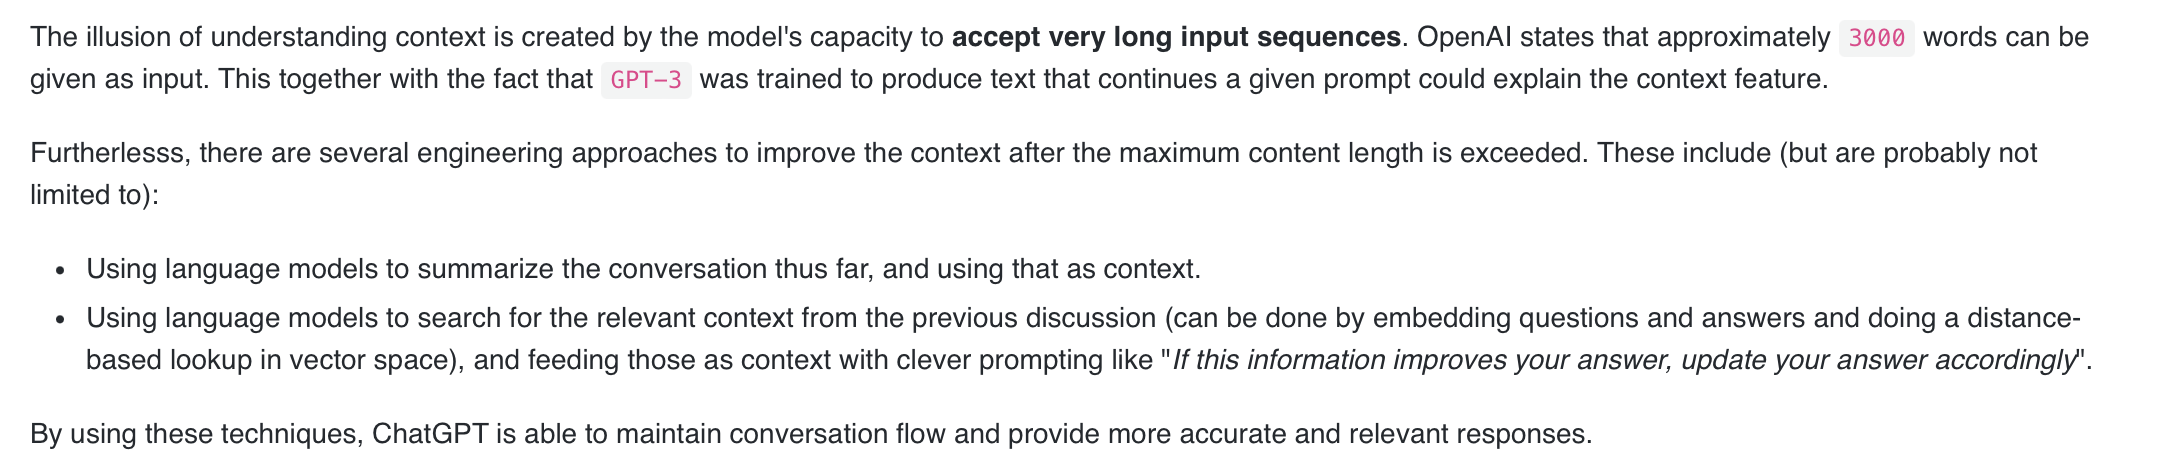 The illusion of understanding context is created by the model's capacity to accept very long input sequences. OpenAI states that approximately 3000 words can be
given as input. This together with the fact that GPT-3 was trained to produce text that continues a given prompt could explain the context feature.
Furtherlesss, there are several engineering approaches to improve the context after the maximum content length is exceeded. These include (but are probably not
limited to):
• Using language models to summarize the conversation thus far, and using that as context.
• Using language models to search for the relevant context from the previous discussion (can be done by embedding questions and answers and doing a distance-
based lookup in vector space), and feeding those as context with clever prompting like "If this information improves your answer, update your answer accordingly".
By using these techniques, ChatGPT is able to maintain conversation flow and provide more accurate and relevant responses.